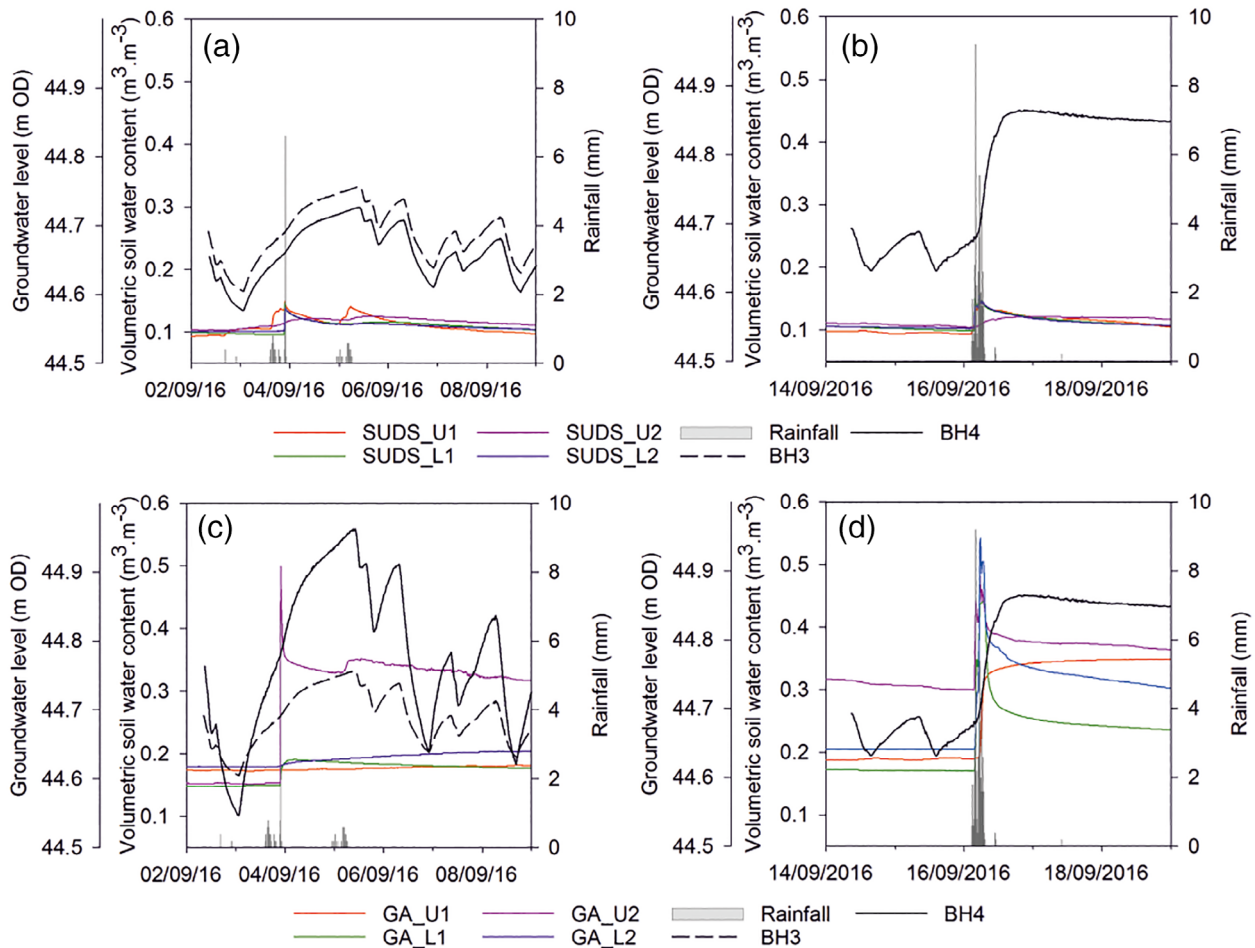 (a)
Groundwater level (m OD)
44.9
44.8
44.7
44.6
44.5
Volumetric soil water content (m³.m⁻³)
0.6
0.5
0.4
0.3
0.2
0.1
10
8
6
4
2
0
Rainfall (mm)
02/09/16 04/09/16 06/09/16 08/09/16
(b)
Groundwater level (m OD)
44.9
44.8
44.7
44.6
44.5
Volumetric soil water content (m³.m⁻³)
0.6
0.5
0.4
0.3
0.2
0.1
10
8
6
4
2
0
Rainfall (mm)
14/09/2016 16/09/2016 18/09/2016
SUDS_U1 SUDS_U2 Rainfall BH4
SUDS_L1 SUDS_L2 BH3
(c)
Groundwater level (m OD)
44.9
44.8
44.7
44.6
44.5
Volumetric soil water content (m³.m⁻³)
0.6
0.5
0.4
0.3
0.2
0.1
10
8
6
4
2
0
Rainfall (mm)
02/09/16 04/09/16 06/09/16 08/09/16
(d)
Groundwater level (m OD)
44.9
44.8
44.7
44.6
44.5
Volumetric soil water content (m³.m⁻³)
0.6
0.5
0.4
0.3
0.2
0.1
10
8
6
4
2
0
Rainfall (mm)
14/09/2016 16/09/2016 18/09/2016
GA_U1 GA_U2 Rainfall BH4
GA_L1 GA_L2 BH3